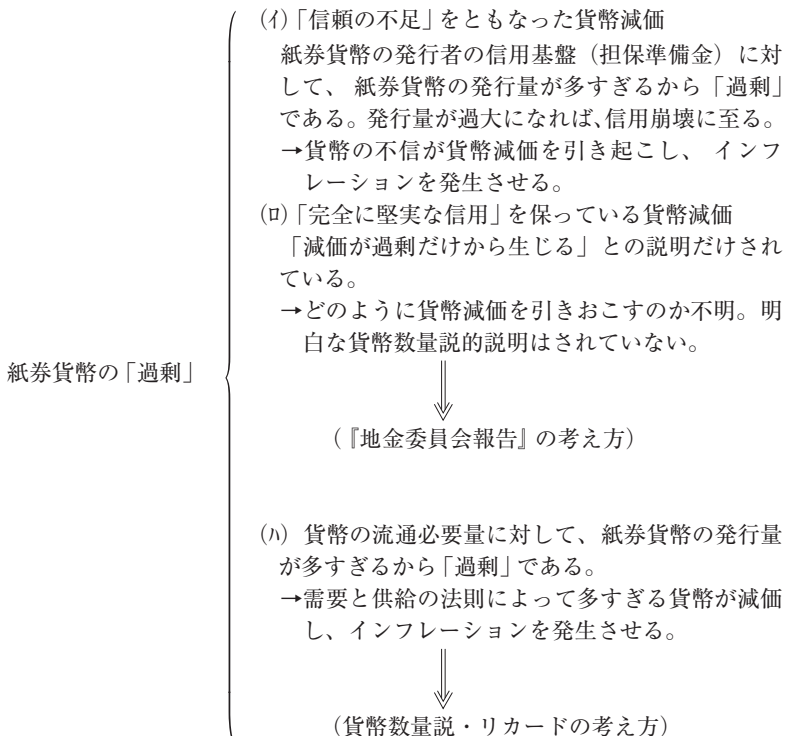 (ｲ)「信頼の不足」をともなった貨幣減価
紙券貨幣の発行者の信用基盤（担保準備金）に対
して、 紙券貨幣の発行量が多すぎるから「過剰」
である。発行量が過大になれば､信用崩壊に至る。
→貨幣の不信が貨幣減価を引き起こし、 インフ
レーションを発生させる。
(ﾛ)「完全に堅実な信用」を保っている貨幣減価
「減価が過剰だけから生じる」との説明だけされ
ている。
→どのように貨幣減価を引きおこすのか不明。明
白な貨幣数量説的説明はされていない。
紙券貨幣の「過剰」
（『地金委員会報告』の考え方）
(ﾊ) 貨幣の流通必要量に対して、紙券貨幣の発行量
が多すぎるから「過剰」である。
→需要と供給の法則によって多すぎる貨幣が減価
し、インフレーションを発生させる。
（貨幣数量説・リカードの考え方）